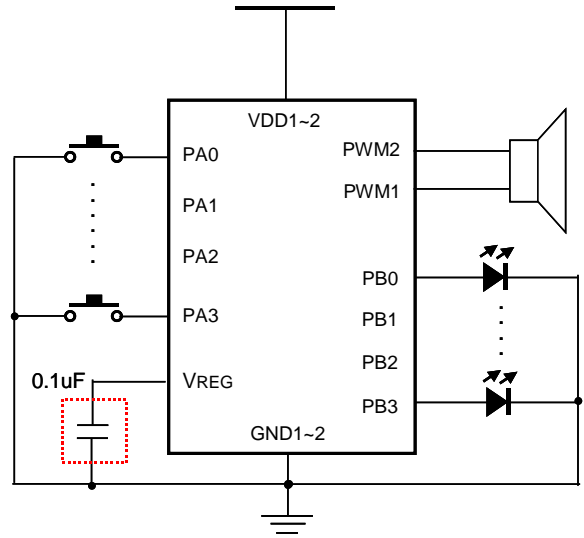 VDD1~2
PA0
PWM2
PA1
PWM1
PA2
PB0
PA3
PB1
VREG
PB2
0.1uF
PB3
GND1~2